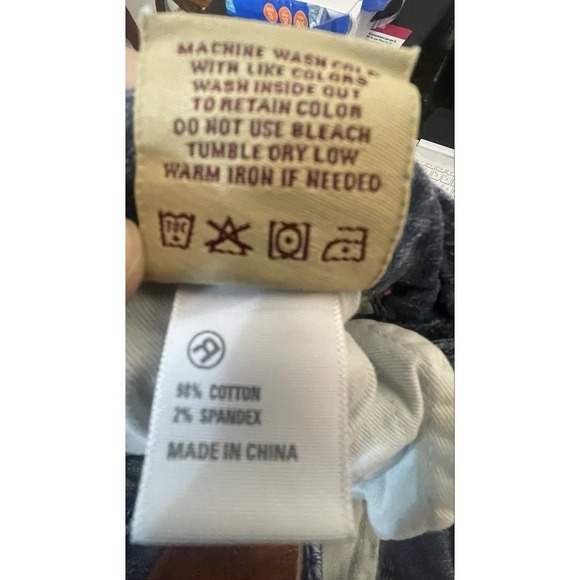 MACHINE WASH COLD
WITH LIKE COLORS
WASH INSIDE OUT
TO RETAIN COLOR
DO NOT USE BLEACH
TUMBLE DRY LOW
WARM IRON IF NEEDED
R
98% COTTON
2% SPANDEX
MADE IN CHINA